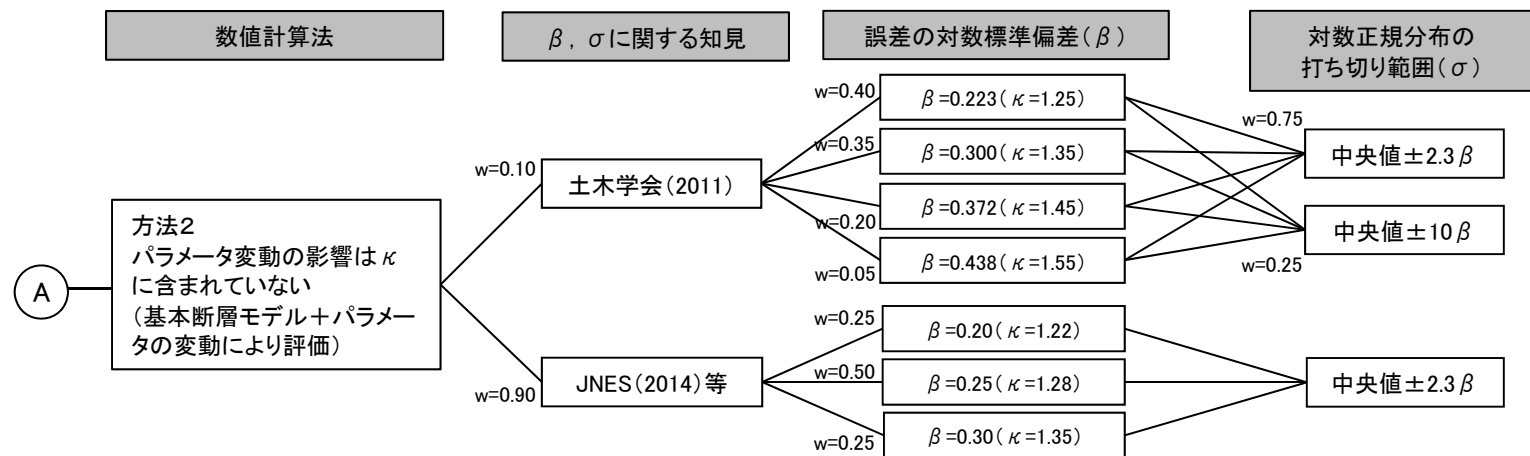 数値計算法
β, σに関する知見
誤差の対数標準偏差(β)
対数正規分布の
打ち切り範囲(σ)
A
方法2
パラメータ変動の影響はκ
に含まれていない
(基本断層モデル+パラメー
タの変動により評価)
w=0.10
土木学会(2011)
w=0.90
JNES(2014)等
w=0.40
β=0.223(κ=1.25)
w=0.35
β=0.300(κ=1.35)
w=0.20
β=0.372(κ=1.45)
w=0.05
β=0.438(κ=1.55)
w=0.25
β=0.20(κ=1.22)
w=0.50
β=0.25(κ=1.28)
w=0.25
β=0.30(κ=1.35)
w=0.75
中央値±2.3β
中央値±10β
w=0.25
中央値±2.3β